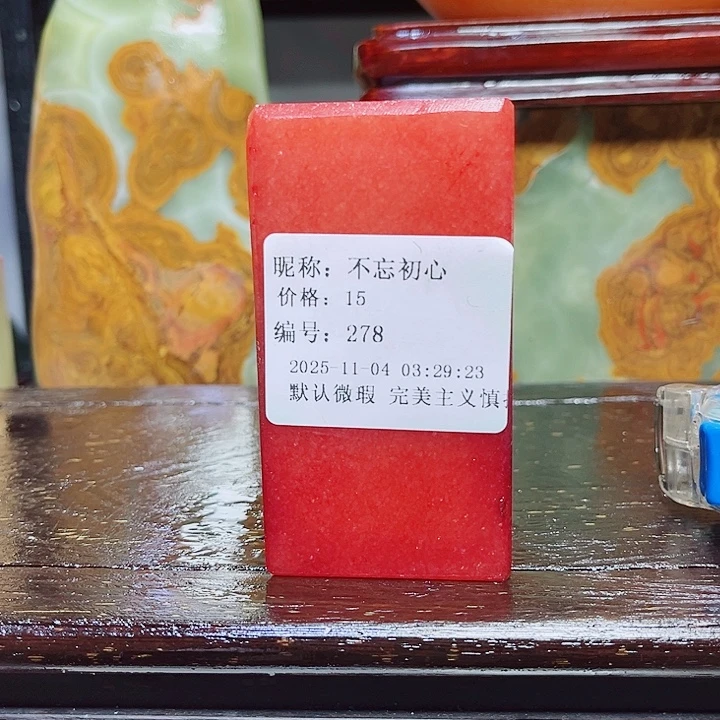 昵称：不忘初心
价格：15
编号：278
2025-11-04 03:29:23
默认微瑕 完美主义慎